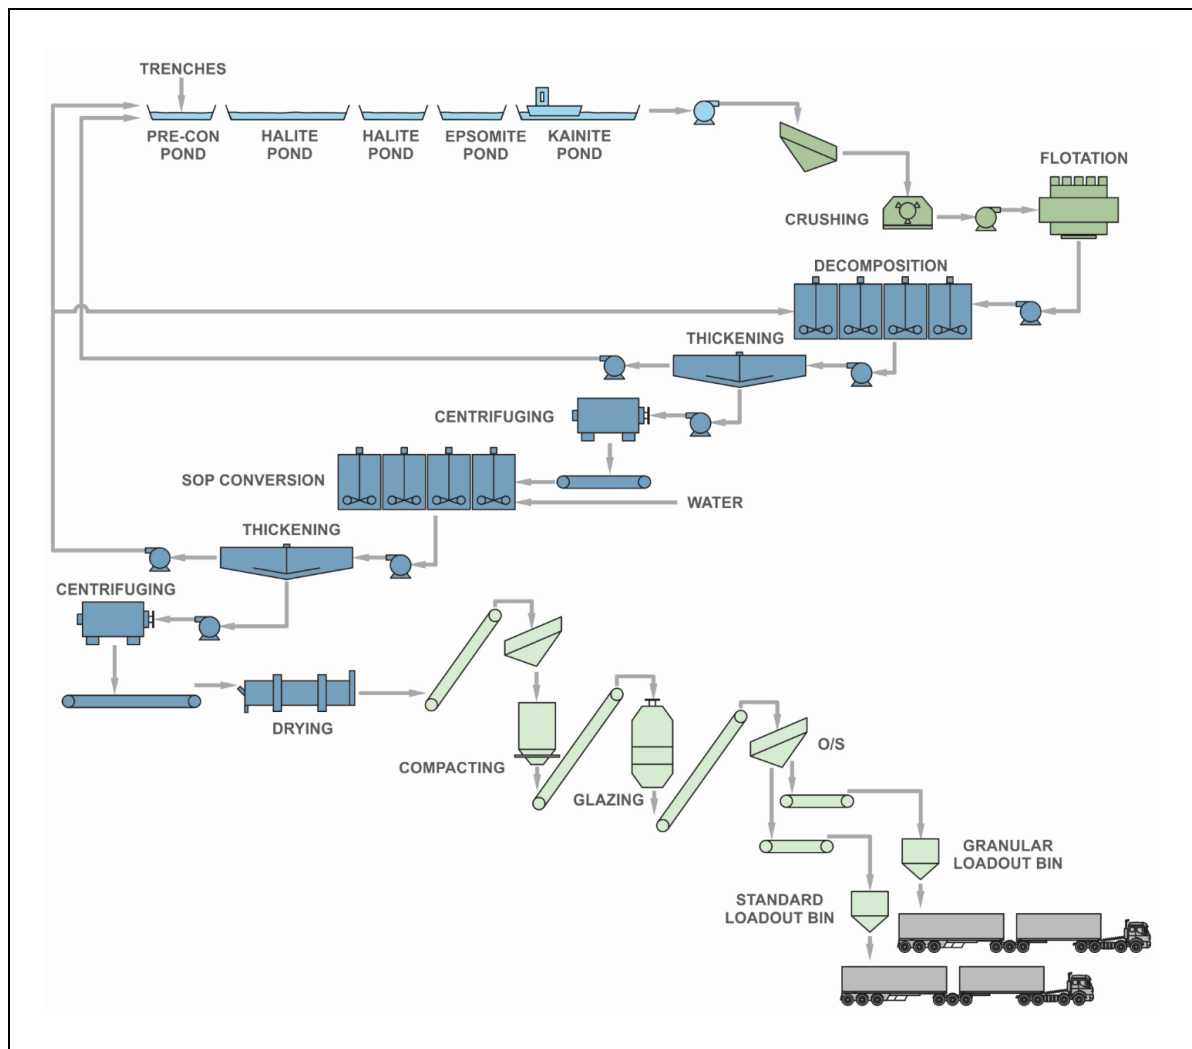 TRENCHES
PRE-CON
POND
HALITE
POND
HALITE
POND
EPSOMITE
POND
KAINITE
POND
FLOTATION
CRUSHING
DECOMPOSITION
THICKENING
CENTRIFUGING
SOP CONVERSION
WATER
THICKENING
CENTRIFUGING
DRYING
COMPACTING
GLAZING
O/S
GRANULAR
LOADOUT BIN
STANDARD
LOADOUT BIN